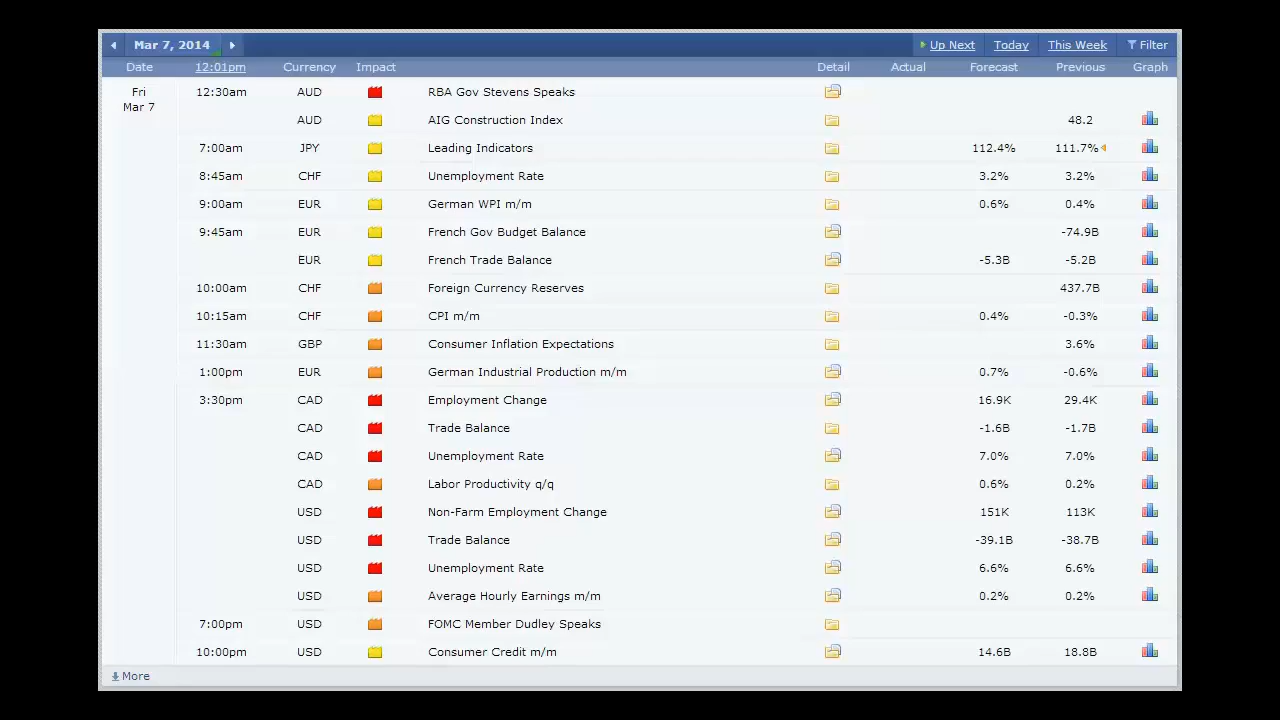 Mar 7, 2014 Up Next Today This Week Filter
Date 12:01pm Currency Impact Detail Actual Forecast Previous Graph
Fri 12:30am AUD RBA Gov Stevens Speaks
Mar 7
AUD AIG Construction Index 48.2
7:00am JPY Leading Indicators 112.4% 111.7%
8:45am CHF Unemployment Rate 3.2% 3.2%
9:00am EUR German WPI m/m 0.6% 0.4%
9:45am EUR French Gov Budget Balance -74.9B
EUR French Trade Balance -5.3B -5.2B
10:00am CHF Foreign Currency Reserves 437.7B
10:15am CHF CPI m/m 0.4% -0.3%
11:30am GBP Consumer Inflation Expectations 3.6%
1:00pm EUR German Industrial Production m/m 0.7% -0.6%
3:30pm CAD Employment Change 16.9K 29.4K
CAD Trade Balance -1.6B -1.7B
CAD Unemployment Rate 7.0% 7.0%
CAD Labor Productivity q/q 0.6% 0.2%
USD Non-Farm Employment Change 151K 113K
USD Trade Balance -39.1B -38.7B
USD Unemployment Rate 6.6% 6.6%
USD Average Hourly Earnings m/m 0.2% 0.2%
7:00pm USD FOMC Member Dudley Speaks
10:00pm USD Consumer Credit m/m 14.6B 18.8B
More